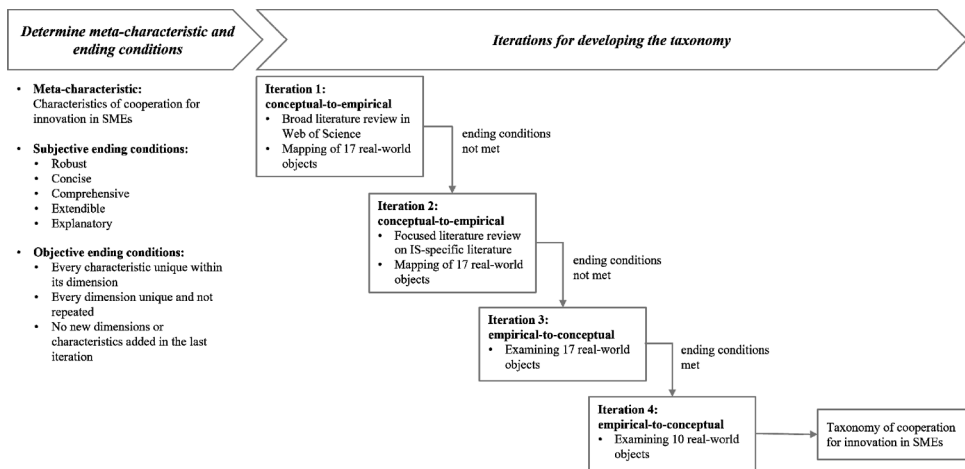 Determine meta-characteristic and
ending conditions
Iterations for developing the taxonomy
• Meta-characteristic:
Characteristics of cooperation for
innovation in SMEs
• Subjective ending conditions:
• Robust
• Concise
• Comprehensive
• Extendible
• Explanatory
• Objective ending conditions:
• Every characteristic unique within
its dimension
• Every dimension unique and not
repeated
• No new dimensions or
characteristics added in the last
iteration
Iteration 1:
conceptual-to-empirical
• Broad literature review in
Web of Science
• Mapping of 17 real-world
objects
ending conditions
not met
Iteration 2:
conceptual-to-empirical
• Focused literature review
on IS-specific literature
• Mapping of 17 real-world
objects
ending conditions
not met
Iteration 3:
empirical-to-conceptual
• Examining 17 real-world
objects
ending conditions
met
Iteration 4:
empirical-to-conceptual
• Examining 10 real-world
objects
Taxonomy of cooperation
for innovation in SMEs